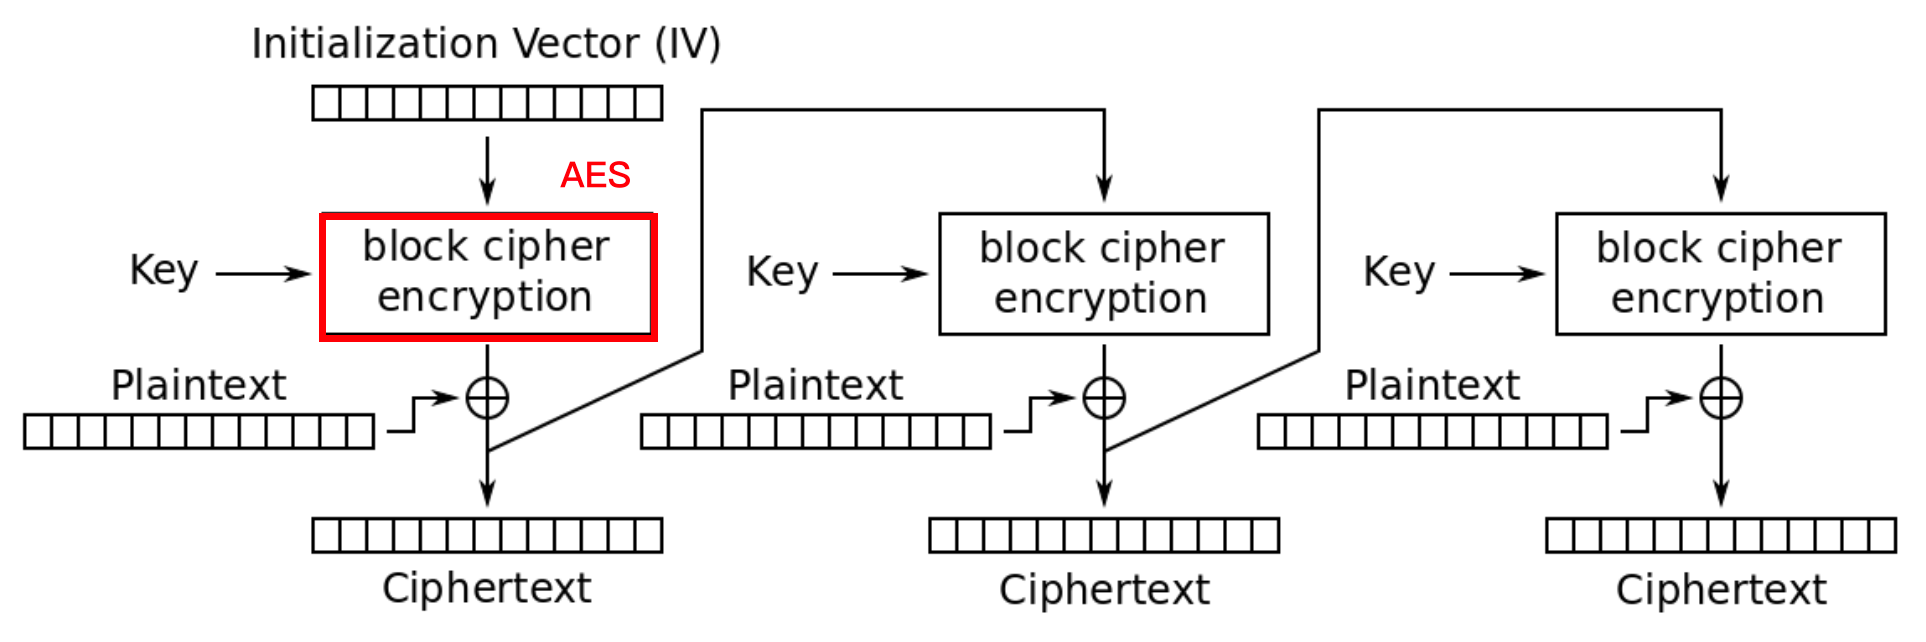 Initialization Vector (IV)
AES
Key
block cipher
encryption
Key
block cipher
encryption
Key
block cipher
encryption
Plaintext
Plaintext
Plaintext
Ciphertext
Ciphertext
Ciphertext